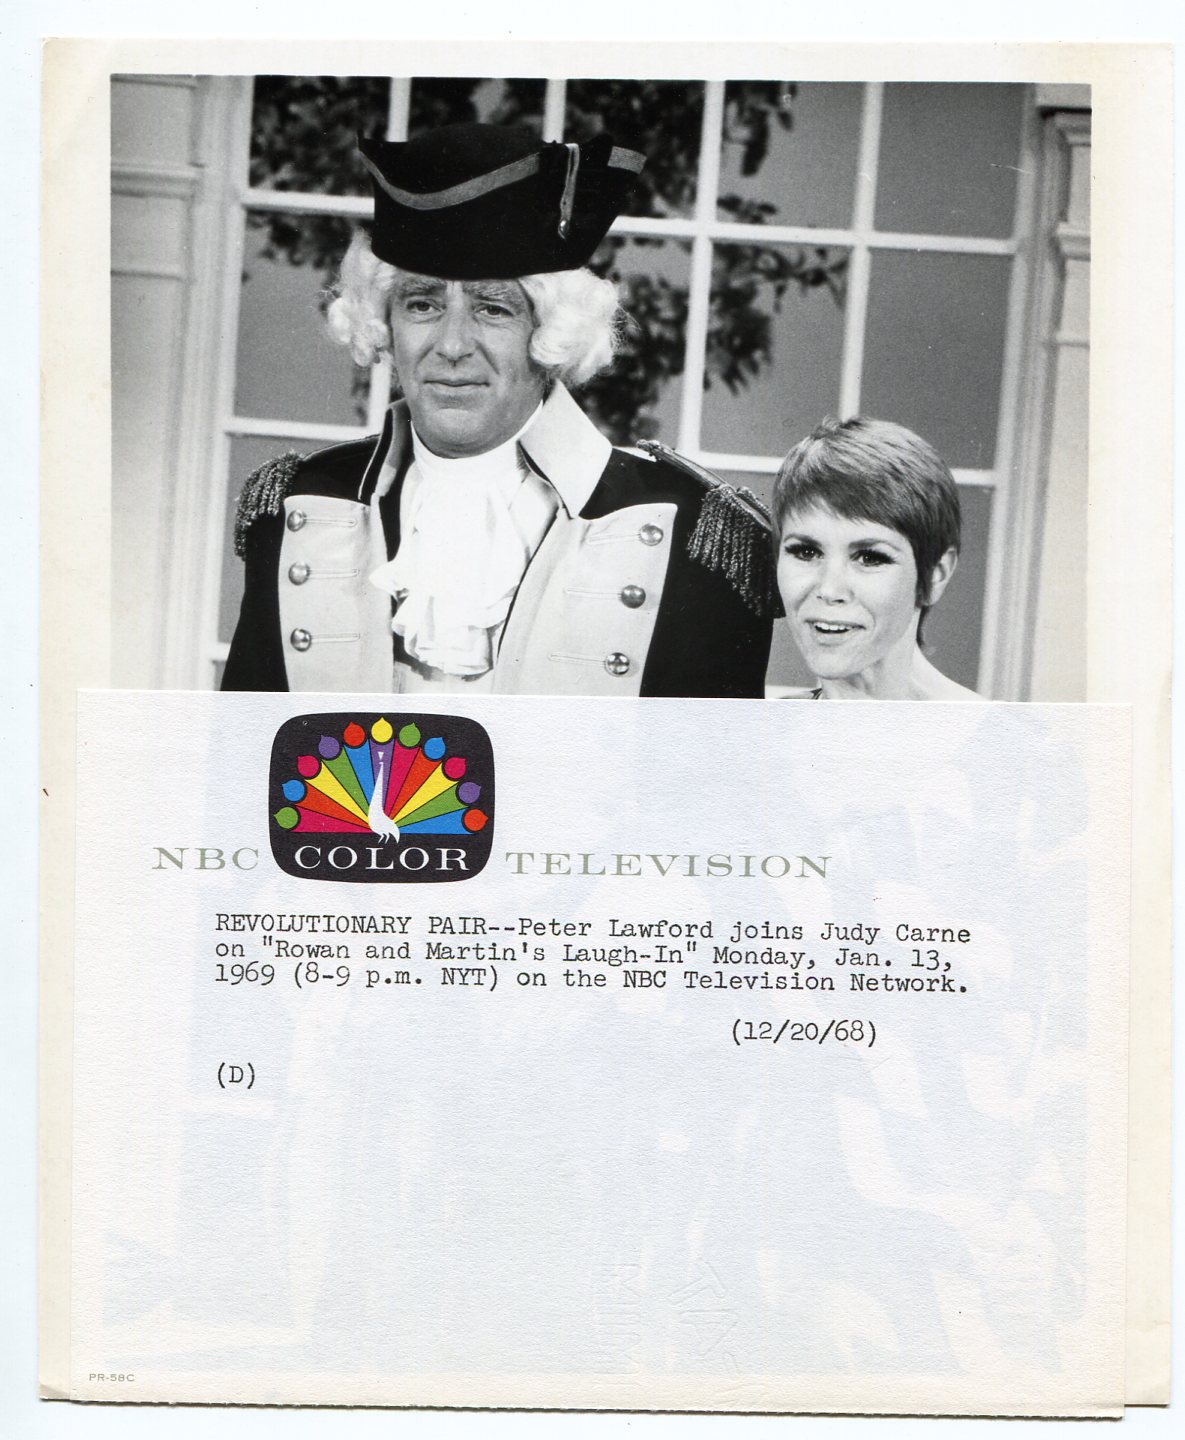 NBC COLOR TELEVISION
REVOLUTIONARY PAIR--Peter Lawford joins Judy Carne
on "Rowan and Martin's Laugh-In" Monday, Jan. 13,
1969 (8-9 p.m. NYT) on the NBC Television Network.
(12/20/68)
(D)
PR-58C